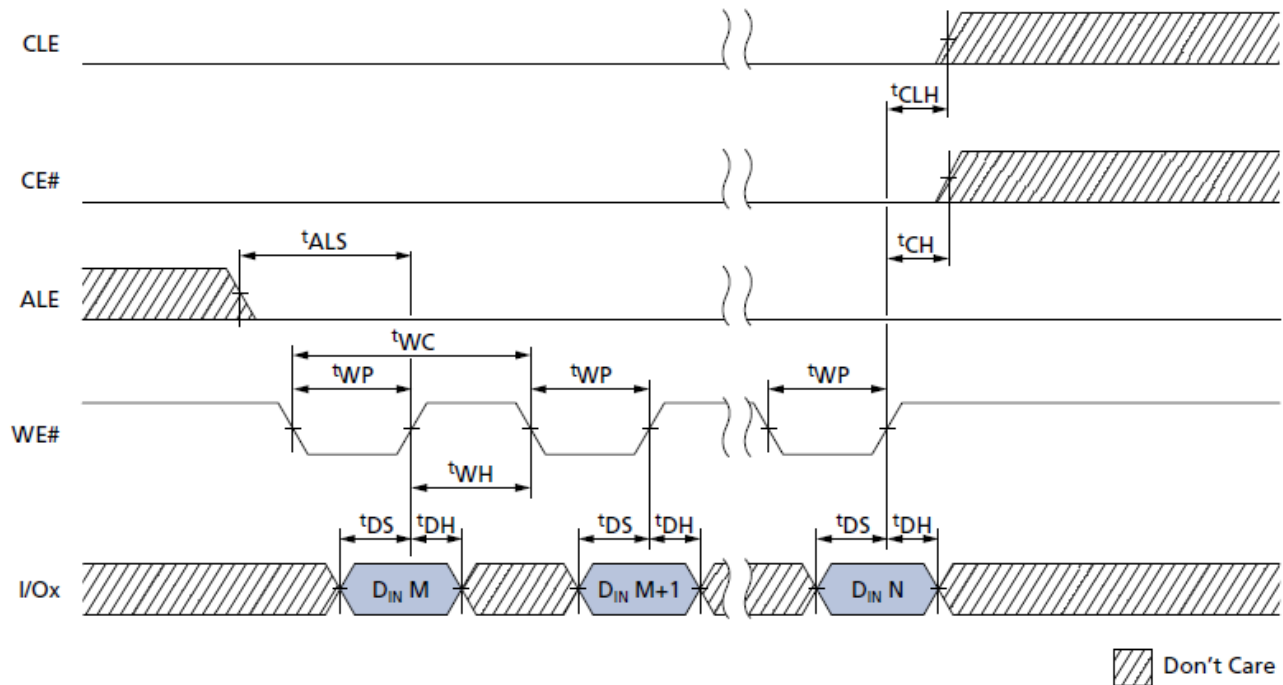 CLE
tCLH
CE#
tCH
tALS
ALE
tWC
tWP tWP tWP
WE#
tWH
tDS tDH tDS tDH tDS tDH
I/Ox DIN M DIN M+1 DIN N
Don't Care